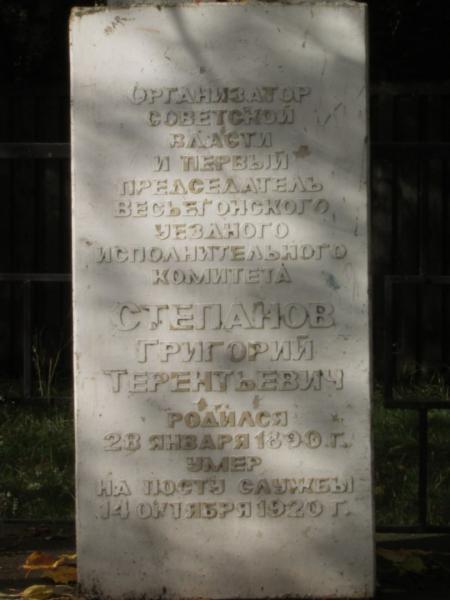 ОРГАНИЗАТОР
СОВЕТСКОЙ
ВЛАСТИ
И ПЕРВЫЙ
ПРЕДСЕДАТЕЛЬ
ВЕСЬЕГОНСКОГО
УЕЗДНОГО
ИСПОЛНИТЕЛЬНОГО
КОМИТЕТА
СТЕПАНОВ
ГРИГОРИЙ
ТЕРЕНТЬЕВИЧ
РОДИЛСЯ
28 ЯНВАРЯ 1890 Г.
УМЕР
НА ПОСТУ СЛУЖБЫ
14 ОКТЯБРЯ 1920 Г.